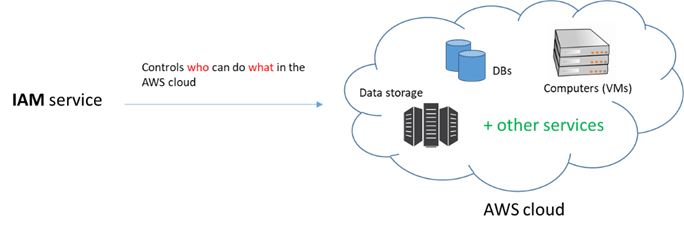 Controls who can do what in the
AWS cloud
IAM service
DBs
Computers (VMs)
Data storage
+ other services
AWS cloud